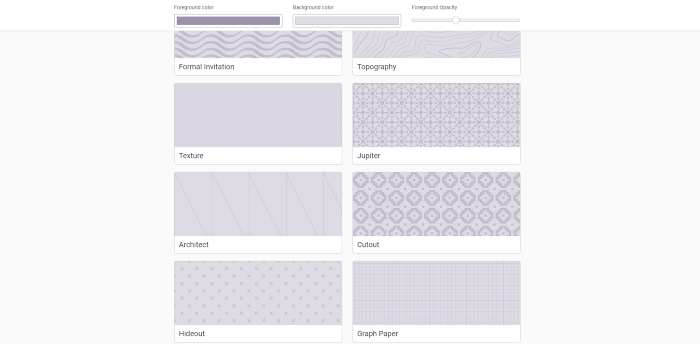 Foreground color
Background color
Foreground Opacity
Formal Invitation
Topography
Texture
Jupiter
Architect
Cutout
Hideout
Graph Paper